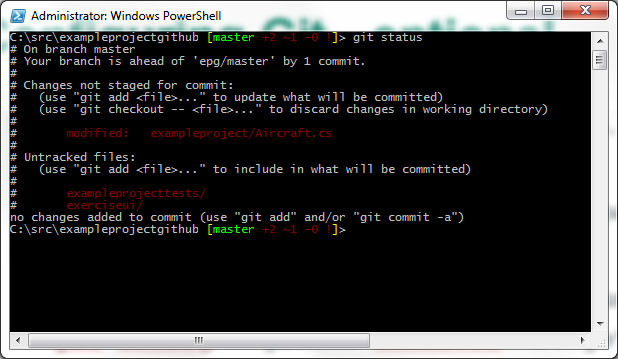 Administrator: Windows PowerShell
C:\src\exampleprojectgithub [master +2 ~1 -0 !]> git status
# On branch master
# Your branch is ahead of 'epg/master' by 1 commit.
#
# Changes not staged for commit:
#   (use "git add <file>..." to update what will be committed)
#   (use "git checkout -- <file>..." to discard changes in working directory)
#
#       modified:   exampleproject/Aircraft.cs
#
# Untracked files:
#   (use "git add <file>..." to include in what will be committed)
#
#       exampleprojecttests/
#       exerciseui/
no changes added to commit (use "git add" and/or "git commit -a")
C:\src\exampleprojectgithub [master +2 ~1 -0 !]>